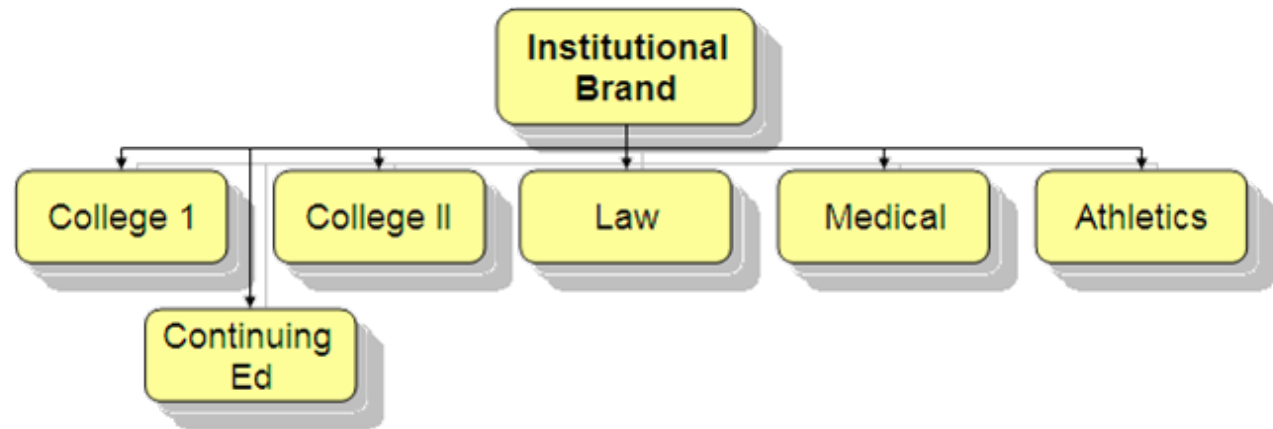 Institutional
Brand
College 1
College II
Law
Medical
Athletics
Continuing
Ed